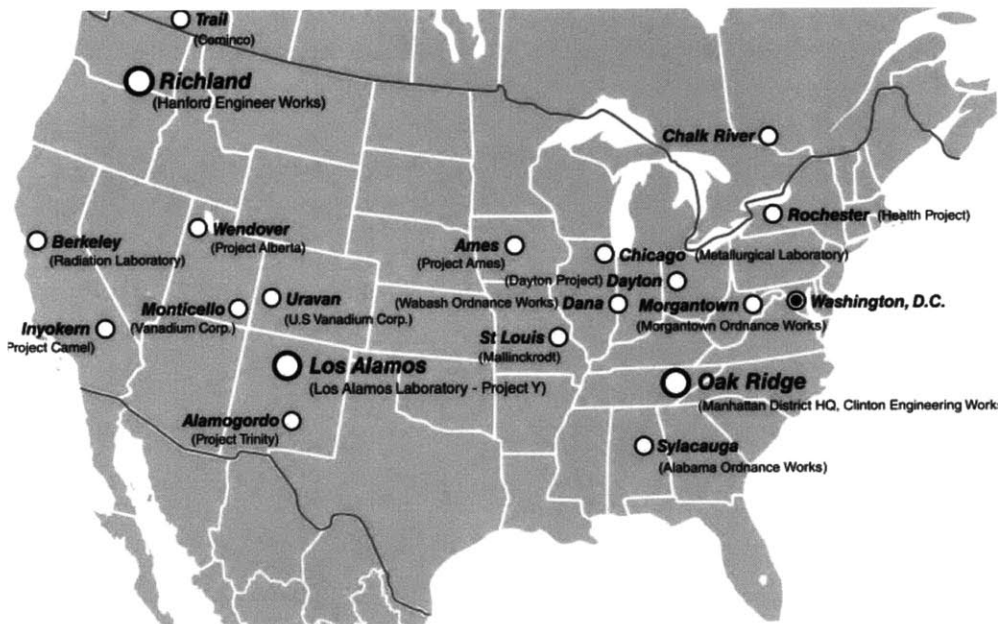 Trail
(Cominco)
Richland
(Hanford Engineer Works)
Chalk River
Rochester (Health Project)
Wendover
(Project Alberta)
Berkeley
(Radiation Laboratory)
Ames
(Project Ames)
Chicago (Metallurgical Laboratory)
(Dayton Project) Dayton
Uravan
(U.S Vanadium Corp.)
Monticello
(Vanadium Corp.)
(Wabash Ordnance Works) Dana
Morgantown
(Morgantown Ordnance Works)
Washington, D.C.
Inyokern
Project Camel)
St Louis
(Mallinckrodt)
Los Alamos
(Los Alamos Laboratory - Project Y)
Oak Ridge
(Manhattan District HQ, Clinton Engineering Works
Alamogordo
(Project Trinity)
Sylacauga
(Alabama Ordnance Works)